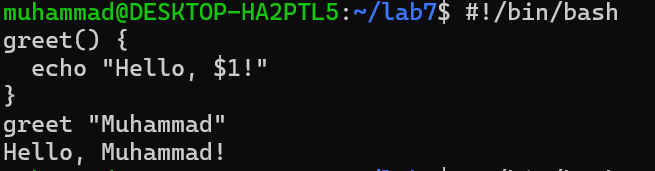 muhammad@DESKTOP-HA2PTL5:~/lab7$ #!/bin/bash
greet() {
  echo "Hello, $1!"
}
greet "Muhammad"
Hello, Muhammad!